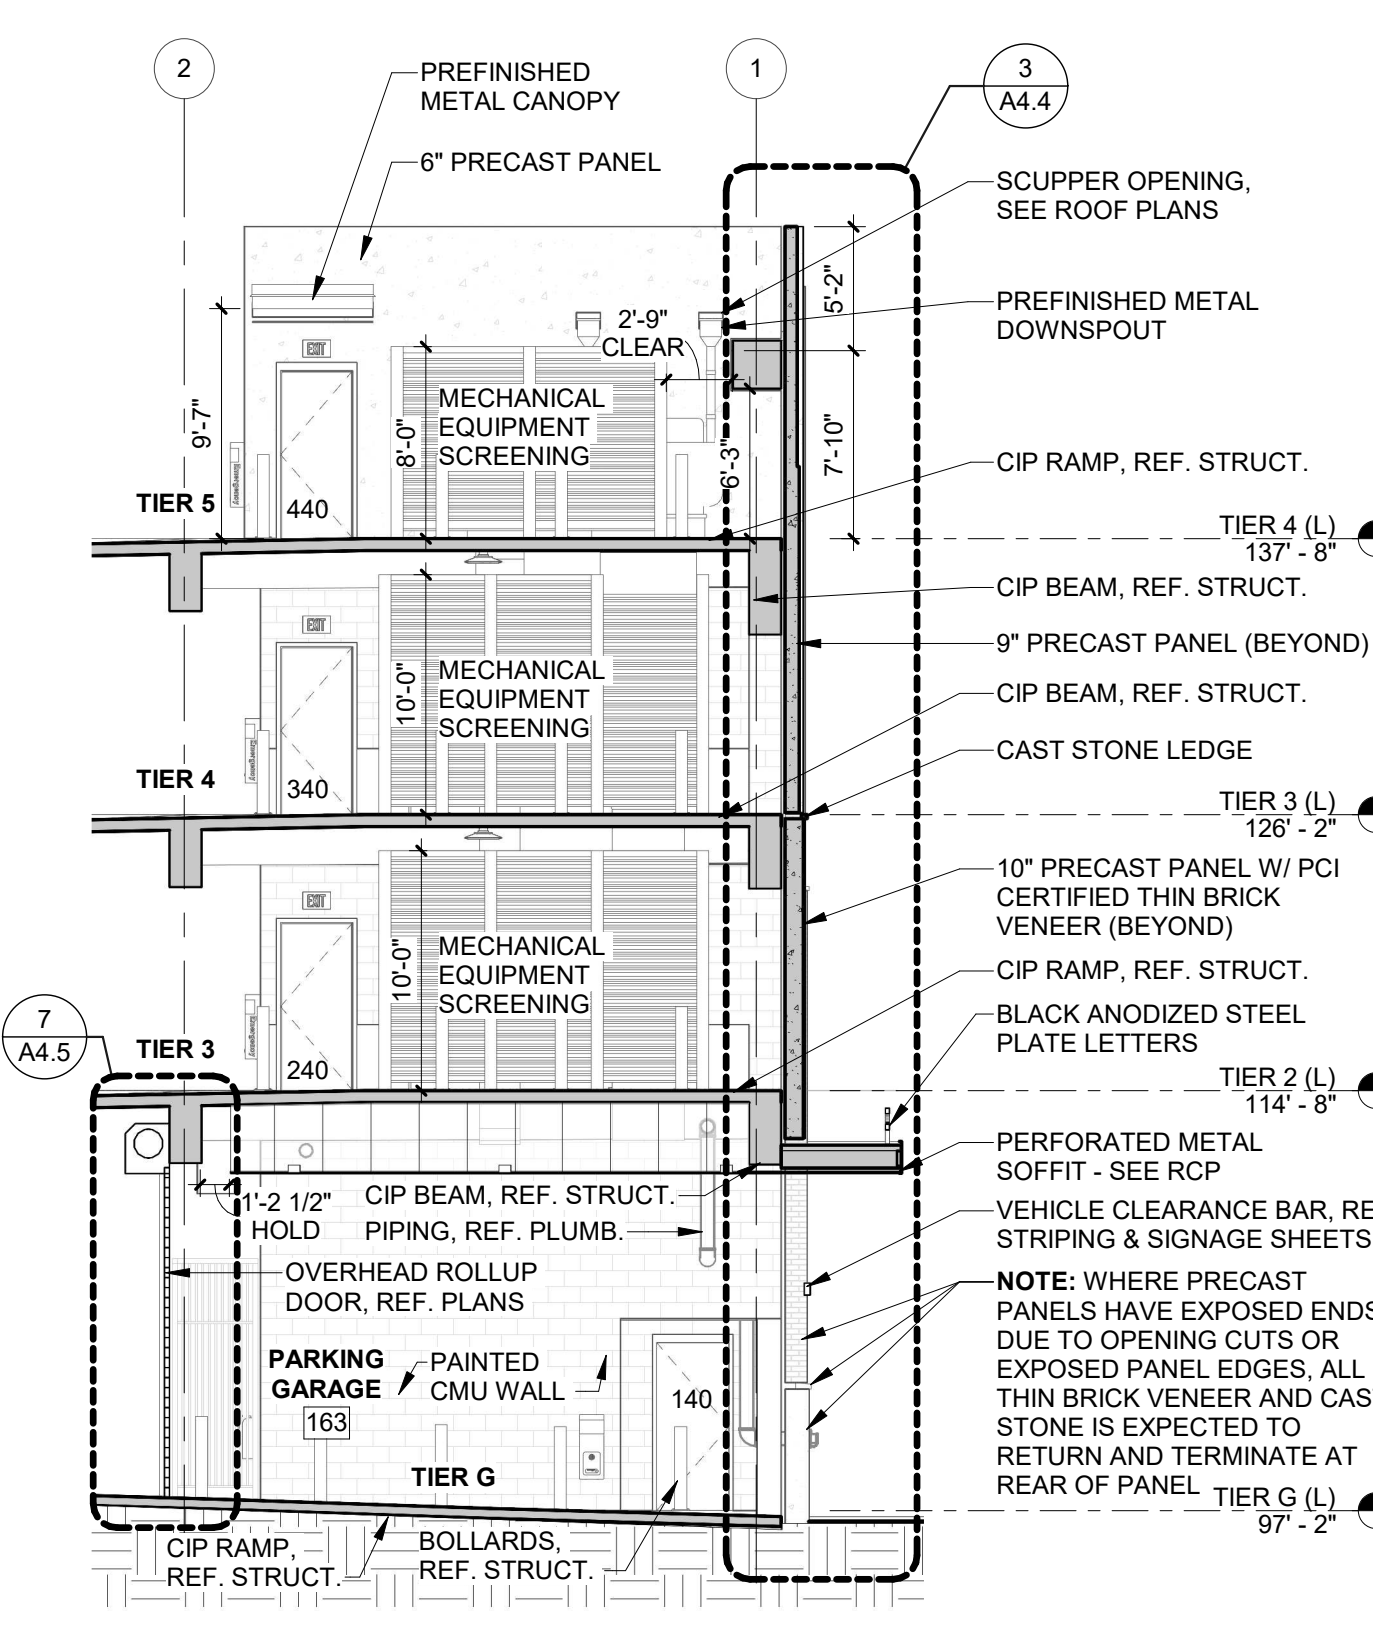 2
1
3
A4.4
PREFINISHED
METAL CANOPY
6" PRECAST PANEL
SCUPPER OPENING,
SEE ROOF PLANS
5'-2"
PREFINISHED METAL
DOWNSPOUT
2'-9"
CLEAR
EXIT
9'-7"
8'-0"
MECHANICAL
EQUIPMENT
SCREENING
6'-3"
7'-10"
CIP RAMP, REF. STRUCT.
Emergency
TIER 5
440
TIER 4 (L)
137' - 8"
CIP BEAM, REF. STRUCT.
EXIT
9" PRECAST PANEL (BEYOND)
10'-0"
MECHANICAL
EQUIPMENT
SCREENING
CIP BEAM, REF. STRUCT.
CAST STONE LEDGE
Emergency
TIER 4
340
TIER 3 (L)
126' - 2"
10" PRECAST PANEL W/ PCI
CERTIFIED THIN BRICK
VENEER (BEYOND)
EXIT
10'-0"
MECHANICAL
EQUIPMENT
SCREENING
CIP RAMP, REF. STRUCT.
BLACK ANODIZED STEEL
PLATE LETTERS
7
A4.5
Emergency
TIER 3
240
TIER 2 (L)
114' - 8"
PERFORATED METAL
SOFFIT - SEE RCP
1'-2 1/2"
HOLD
CIP BEAM, REF. STRUCT.
PIPING, REF. PLUMB.
VEHICLE CLEARANCE BAR, RE
STRIPING & SIGNAGE SHEETS
OVERHEAD ROLLUP
DOOR, REF. PLANS
NOTE: WHERE PRECAST
PANELS HAVE EXPOSED ENDS
DUE TO OPENING CUTS OR
EXPOSED PANEL EDGES, ALL
THIN BRICK VENEER AND CAS
STONE IS EXPECTED TO
RETURN AND TERMINATE AT
REAR OF PANEL
PARKING
GARAGE
163
PAINTED
CMU WALL
140
TIER G
TIER G (L)
97' - 2"
CIP RAMP,
REF. STRUCT.
BOLLARDS,
REF. STRUCT.